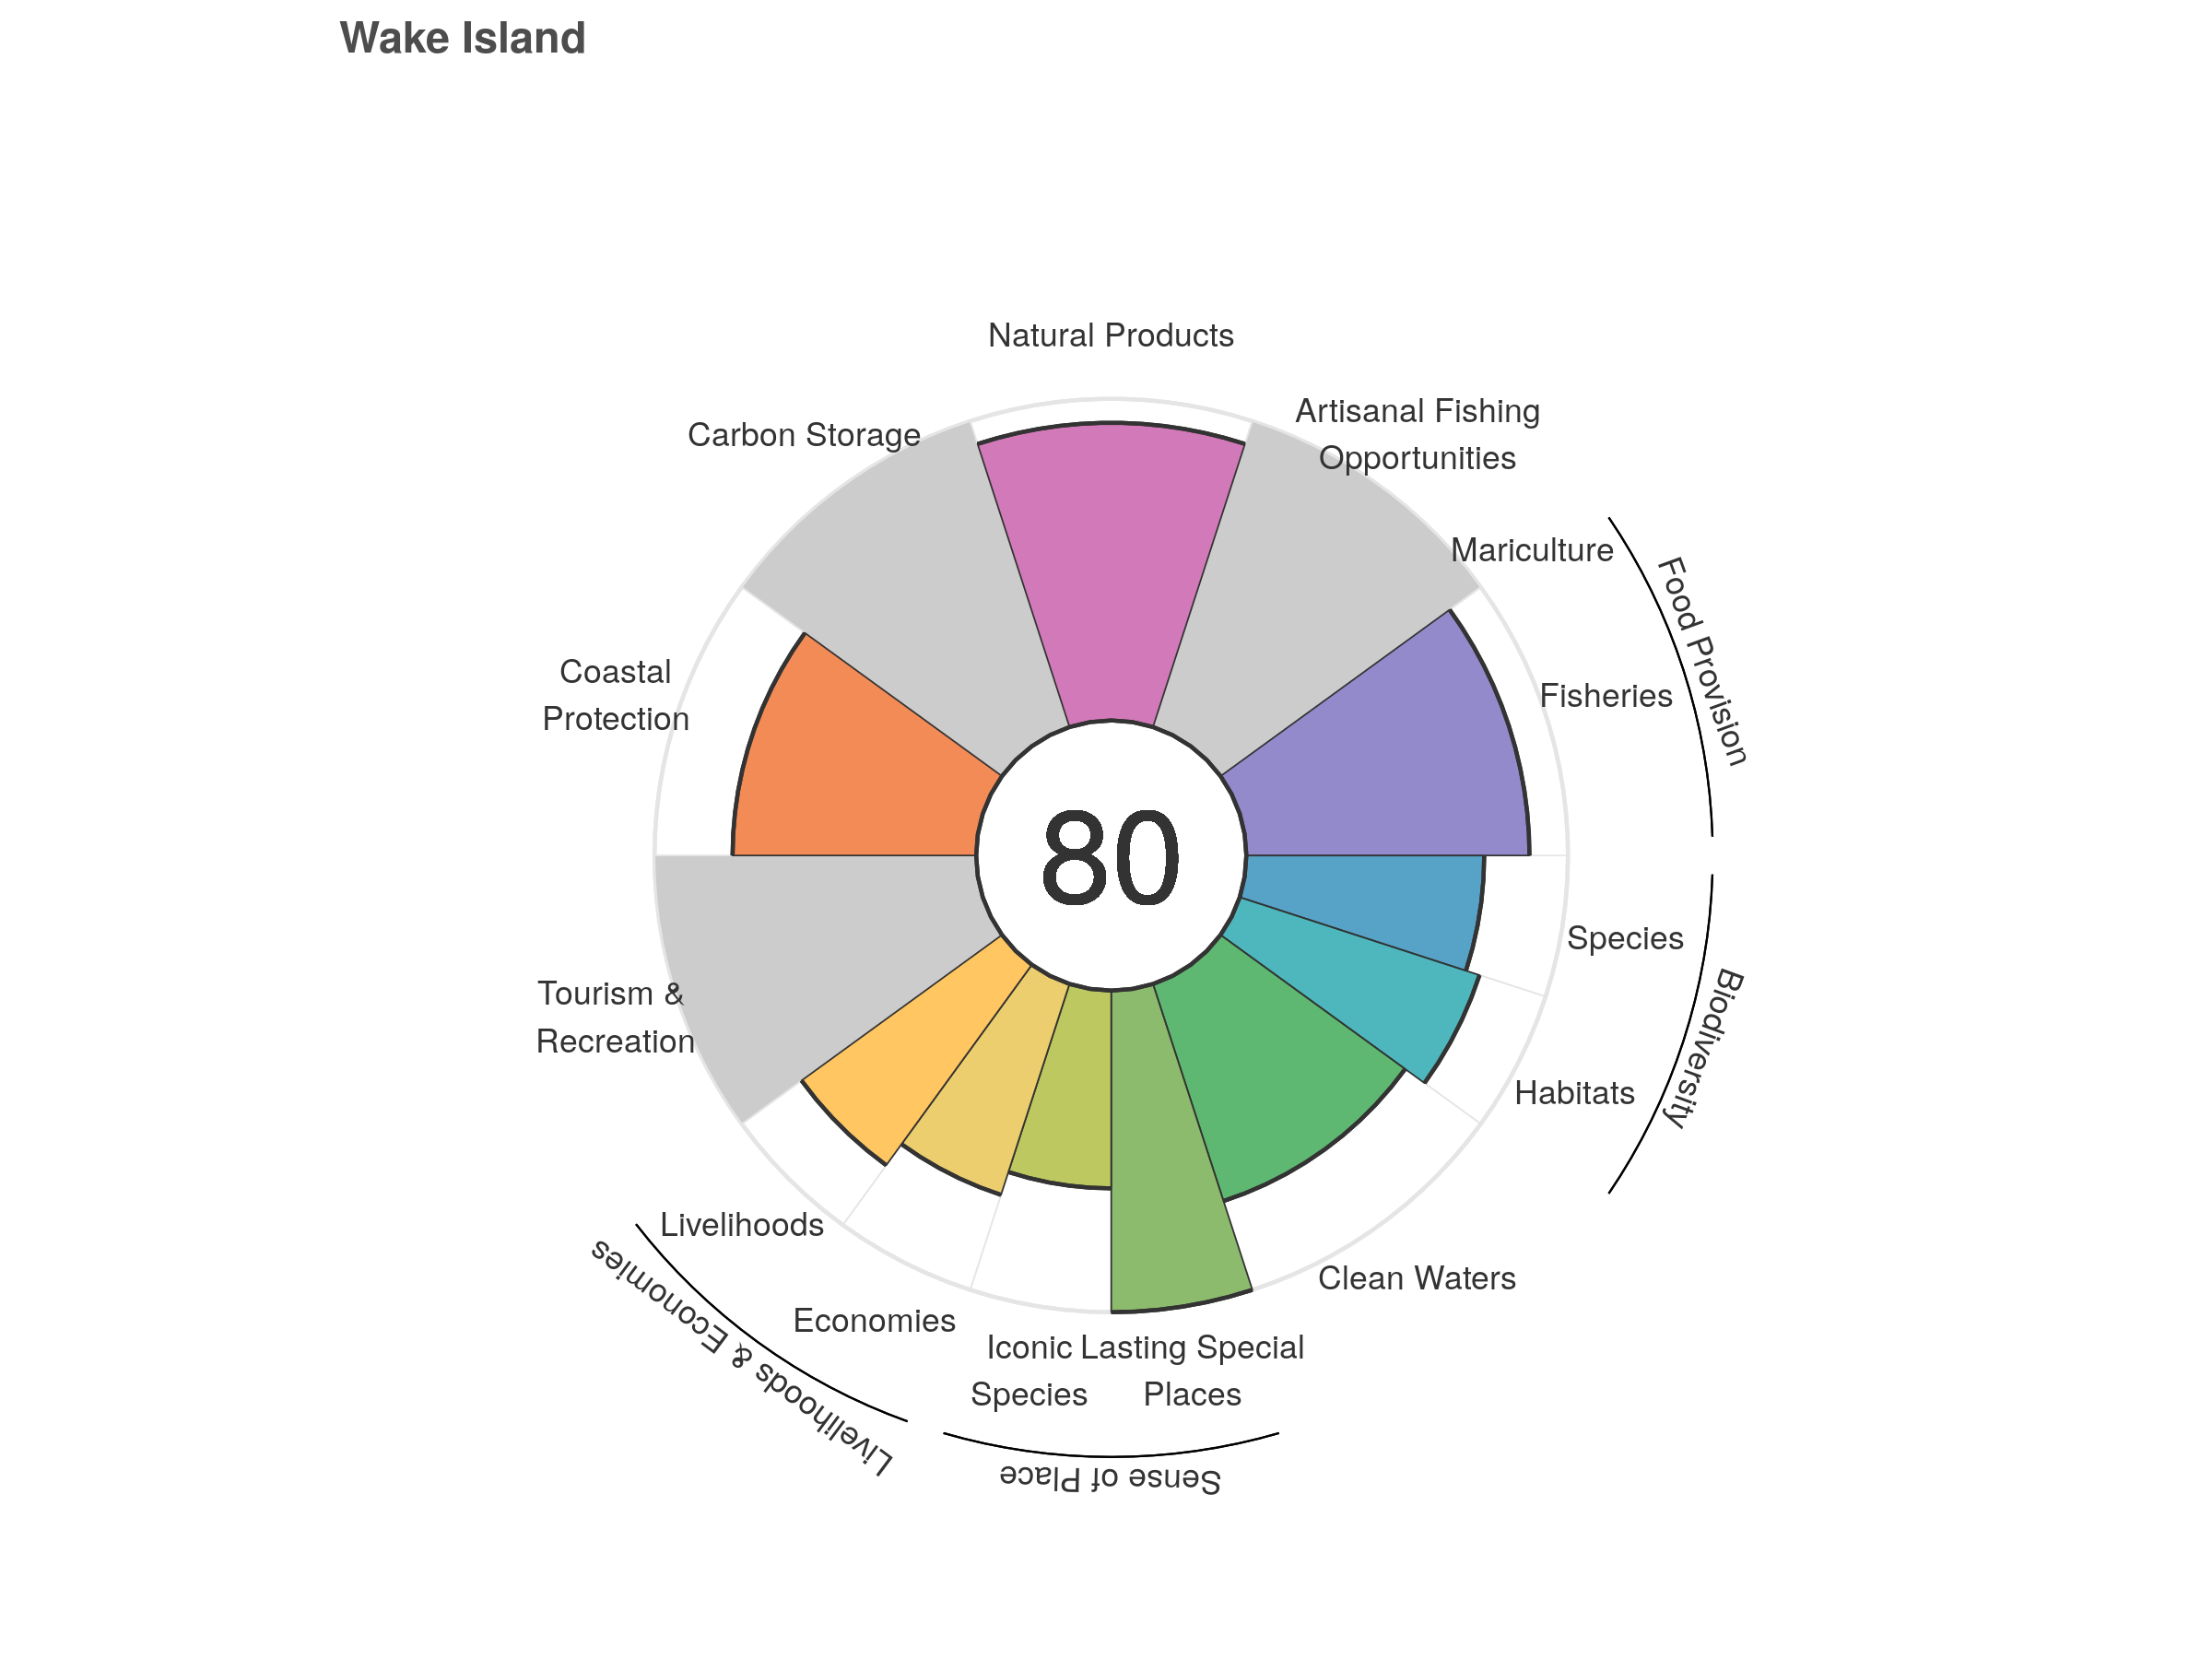 Wake Island
Natural Products
Artisanal Fishing
Opportunities
Carbon Storage
Mariculture
Food Provision
Fisheries
Coastal
Protection
80
Species
Biodiversity
Habitats
Tourism &
Recreation
Livelihoods
Livelihoods & Economies
Economies
Clean Waters
Iconic
Species
Lasting Special
Places
Sense of Place